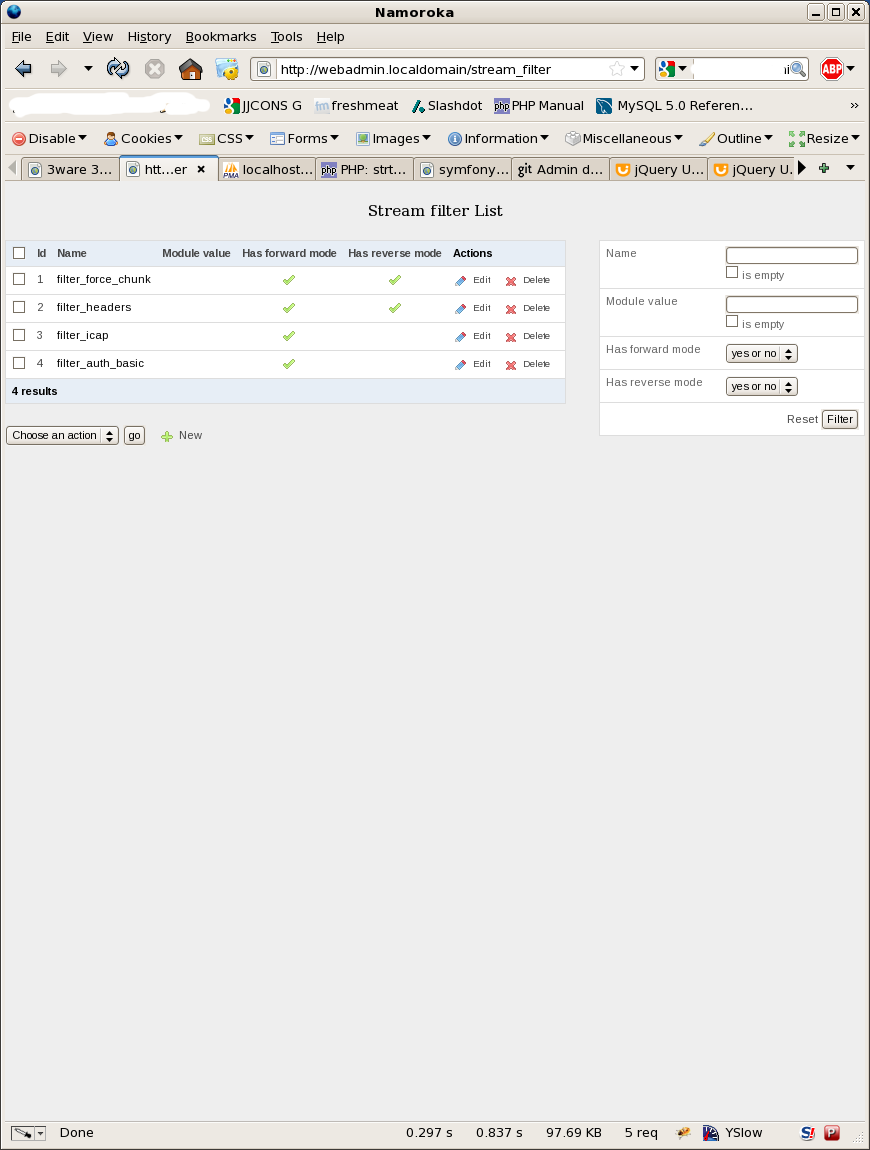 Namoroka
File Edit View History Bookmarks Tools Help
http://webadmin.localdomain/stream_filter ABP
JJCONS G fm freshmeat Slashdot php PHP Manual MySQL 5.0 Referen... »
Disable Cookies CSS Forms Images Information Miscellaneous Outline Resize
3ware 3... htt...er PMA localhost... php PHP: strt... symfony... git Admin d... jQuery U... jQuery U.
Stream filter List
Id Name Module value Has forward mode Has reverse mode Actions
1 filter_force_chunk Edit Delete
2 filter_headers Edit Delete
3 filter_icap Edit Delete
4 filter_auth_basic Edit Delete
4 results
Choose an action go New
Name
is empty
Module value
is empty
Has forward mode yes or no
Has reverse mode yes or no
Reset Filter
Done 0.297 s 0.837 s 97.69 KB 5 req YSlow S! P